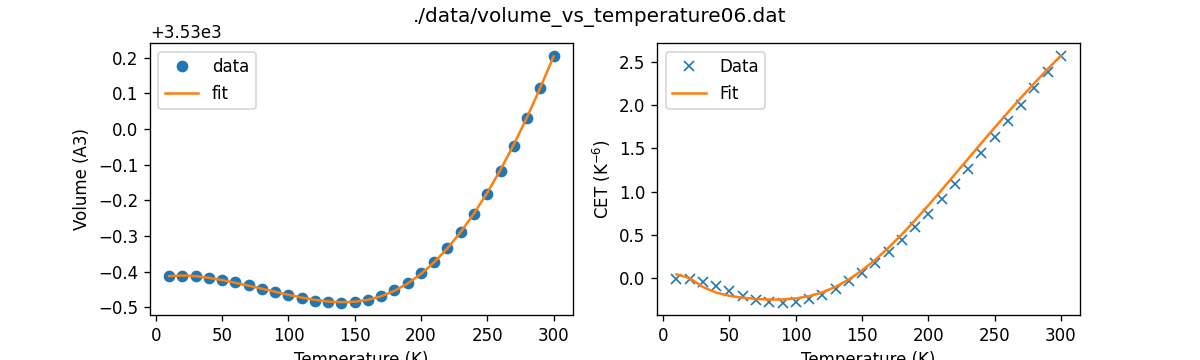 ./data/volume_vs_temperature06.dat
+3.53e3
Volume (A3)
0.2
0.1
0.0
−0.1
−0.2
−0.3
−0.4
−0.5
data
fit
0 50 100 150 200 250 300
Temperature (K)
CET (K⁻⁶)
2.5
2.0
1.5
1.0
0.5
0.0
Data
Fit
0 50 100 150 200 250 300
Temperature (K)